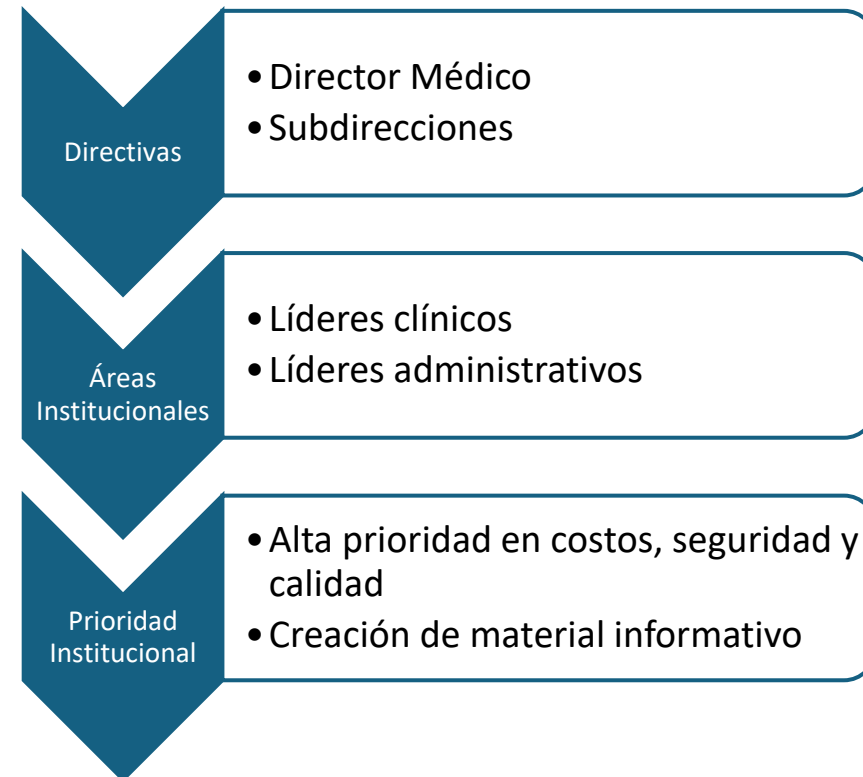 Directivas
• Director Médico
• Subdirecciones
Áreas
Institucionales
• Líderes clínicos
• Líderes administrativos
Prioridad
Institucional
• Alta prioridad en costos, seguridad y
calidad
• Creación de material informativo